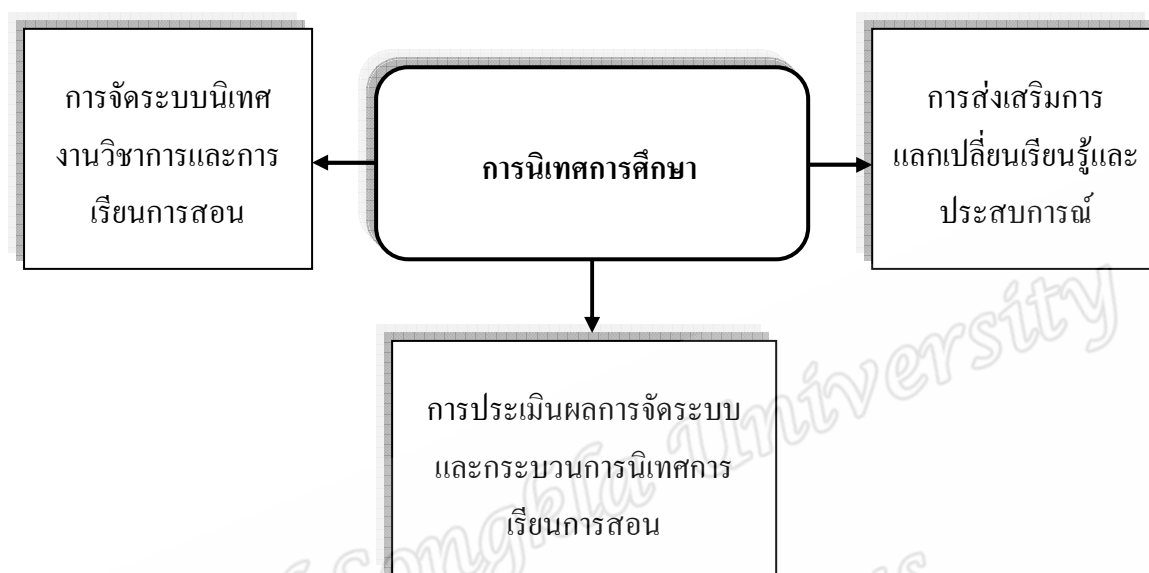 การจัดระบบนิเทศ
งานวิชาการและการ
เรียนการสอน
การนิเทศการศึกษา
การส่งเสริมการ
แลกเปลี่ยนเรียนรู้และ
ประสบการณ์
การประเมินผลการจัดระบบ
และกระบวนการนิเทศการ
เรียนการสอน
Songkla University